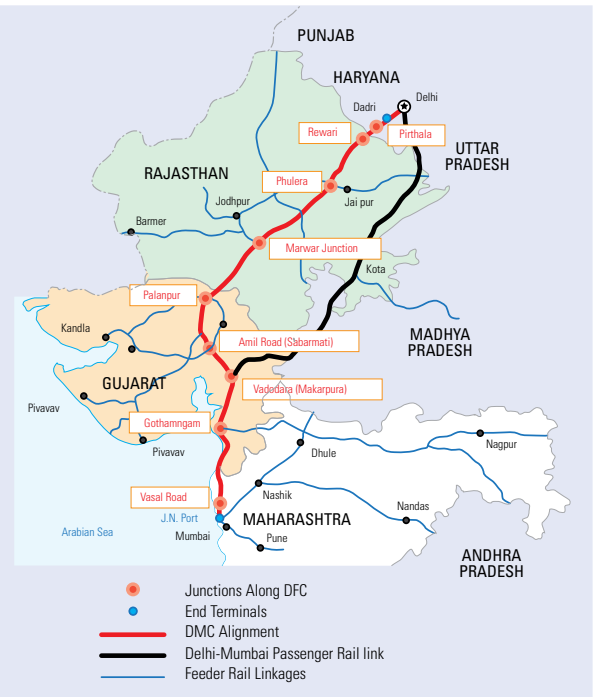 PUNJAB
HARYANA
Delhi
Dadri
Rewari
Pirthala
UTTAR
PRADESH
RAJASTHAN
Phulera
Jodhpur
Jai pur
Barmer
Marwar Junction
Kota
Palanpur
Kandla
Amil Road (Sabarmati)
MADHYA
PRADESH
GUJARAT
Vadodara (Makarpura)
Pivavav
Gothamngam
Pivavav
Dhule
Nagpur
Vasal Road
Nashik
Nandas
J.N. Port
MAHARASHTRA
Arabian Sea
Mumbai
Pune
ANDHRA
PRADESH
Junctions Along DFC
End Terminals
DMC Alignment
Delhi-Mumbai Passenger Rail link
Feeder Rail Linkages